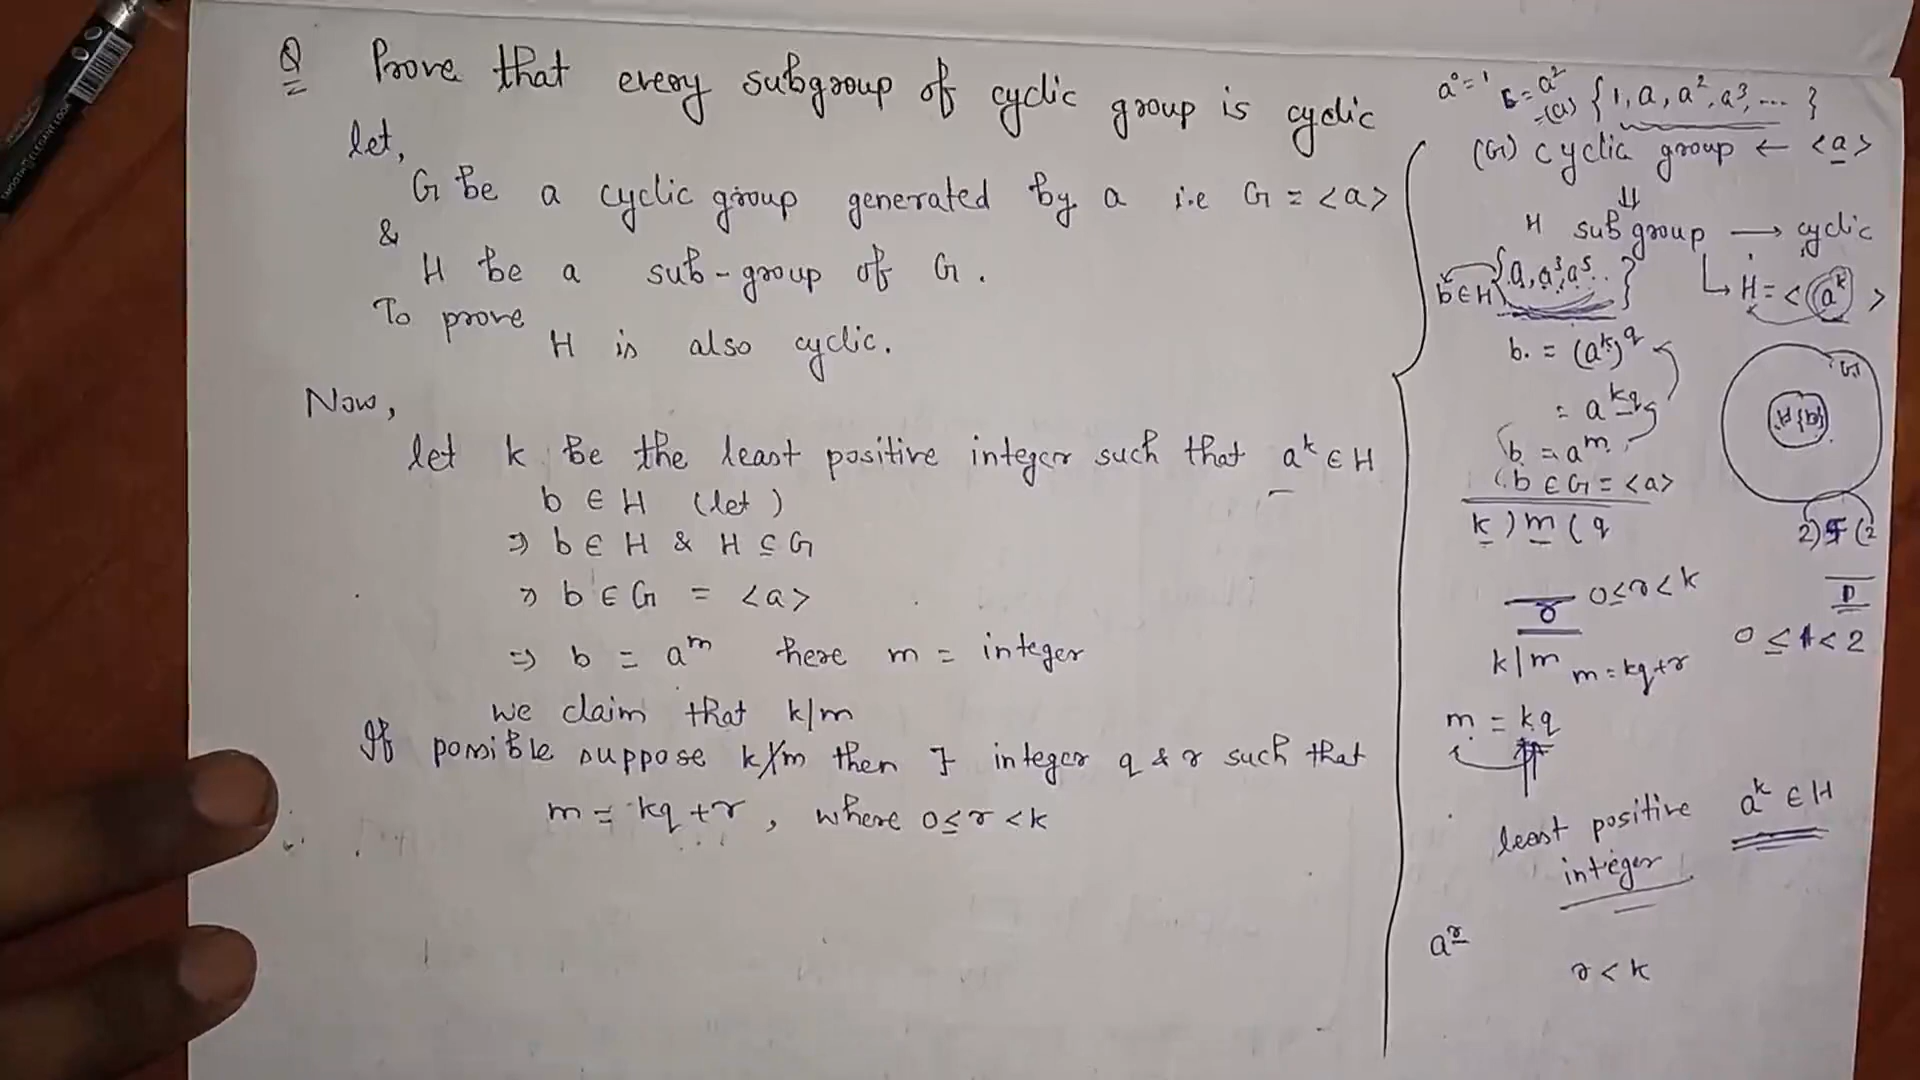 Q Prove that every subgroup of cyclic group is cyclic
let,
G be a cyclic group generated by a i.e G = <a>
&
H be a sub-group of G.
To prove
H is also cyclic.
Now,
let k be the least positive integer such that a^k ∈ H
b ∈ H (let)
⇒ b ∈ H & H ⊆ G
⇒ b ∈ G = <a>
⇒ b = a^m here m = integer
we claim that k/m
If possible suppose k∤m then ∃ integer q & r such that
m = kq + r, where 0 ≤ r < k
a⁰ = 1
{1, a, a², a³, ... }
(G) cyclic group ← <a>
⇓
H subgroup → cyclic
b ∈ H {a, a³, a⁵.. }
H = < a^k >
b. = (a^k)^q
= a^kq
b = a^m
b ∈ G = <a>
k ) m ( q
r 0 ≤ r < k
k/m m = kq + r
m = kq
least positive integer
a^k ∈ H
a^r
r < k
G
0 ≤ 1 < 2